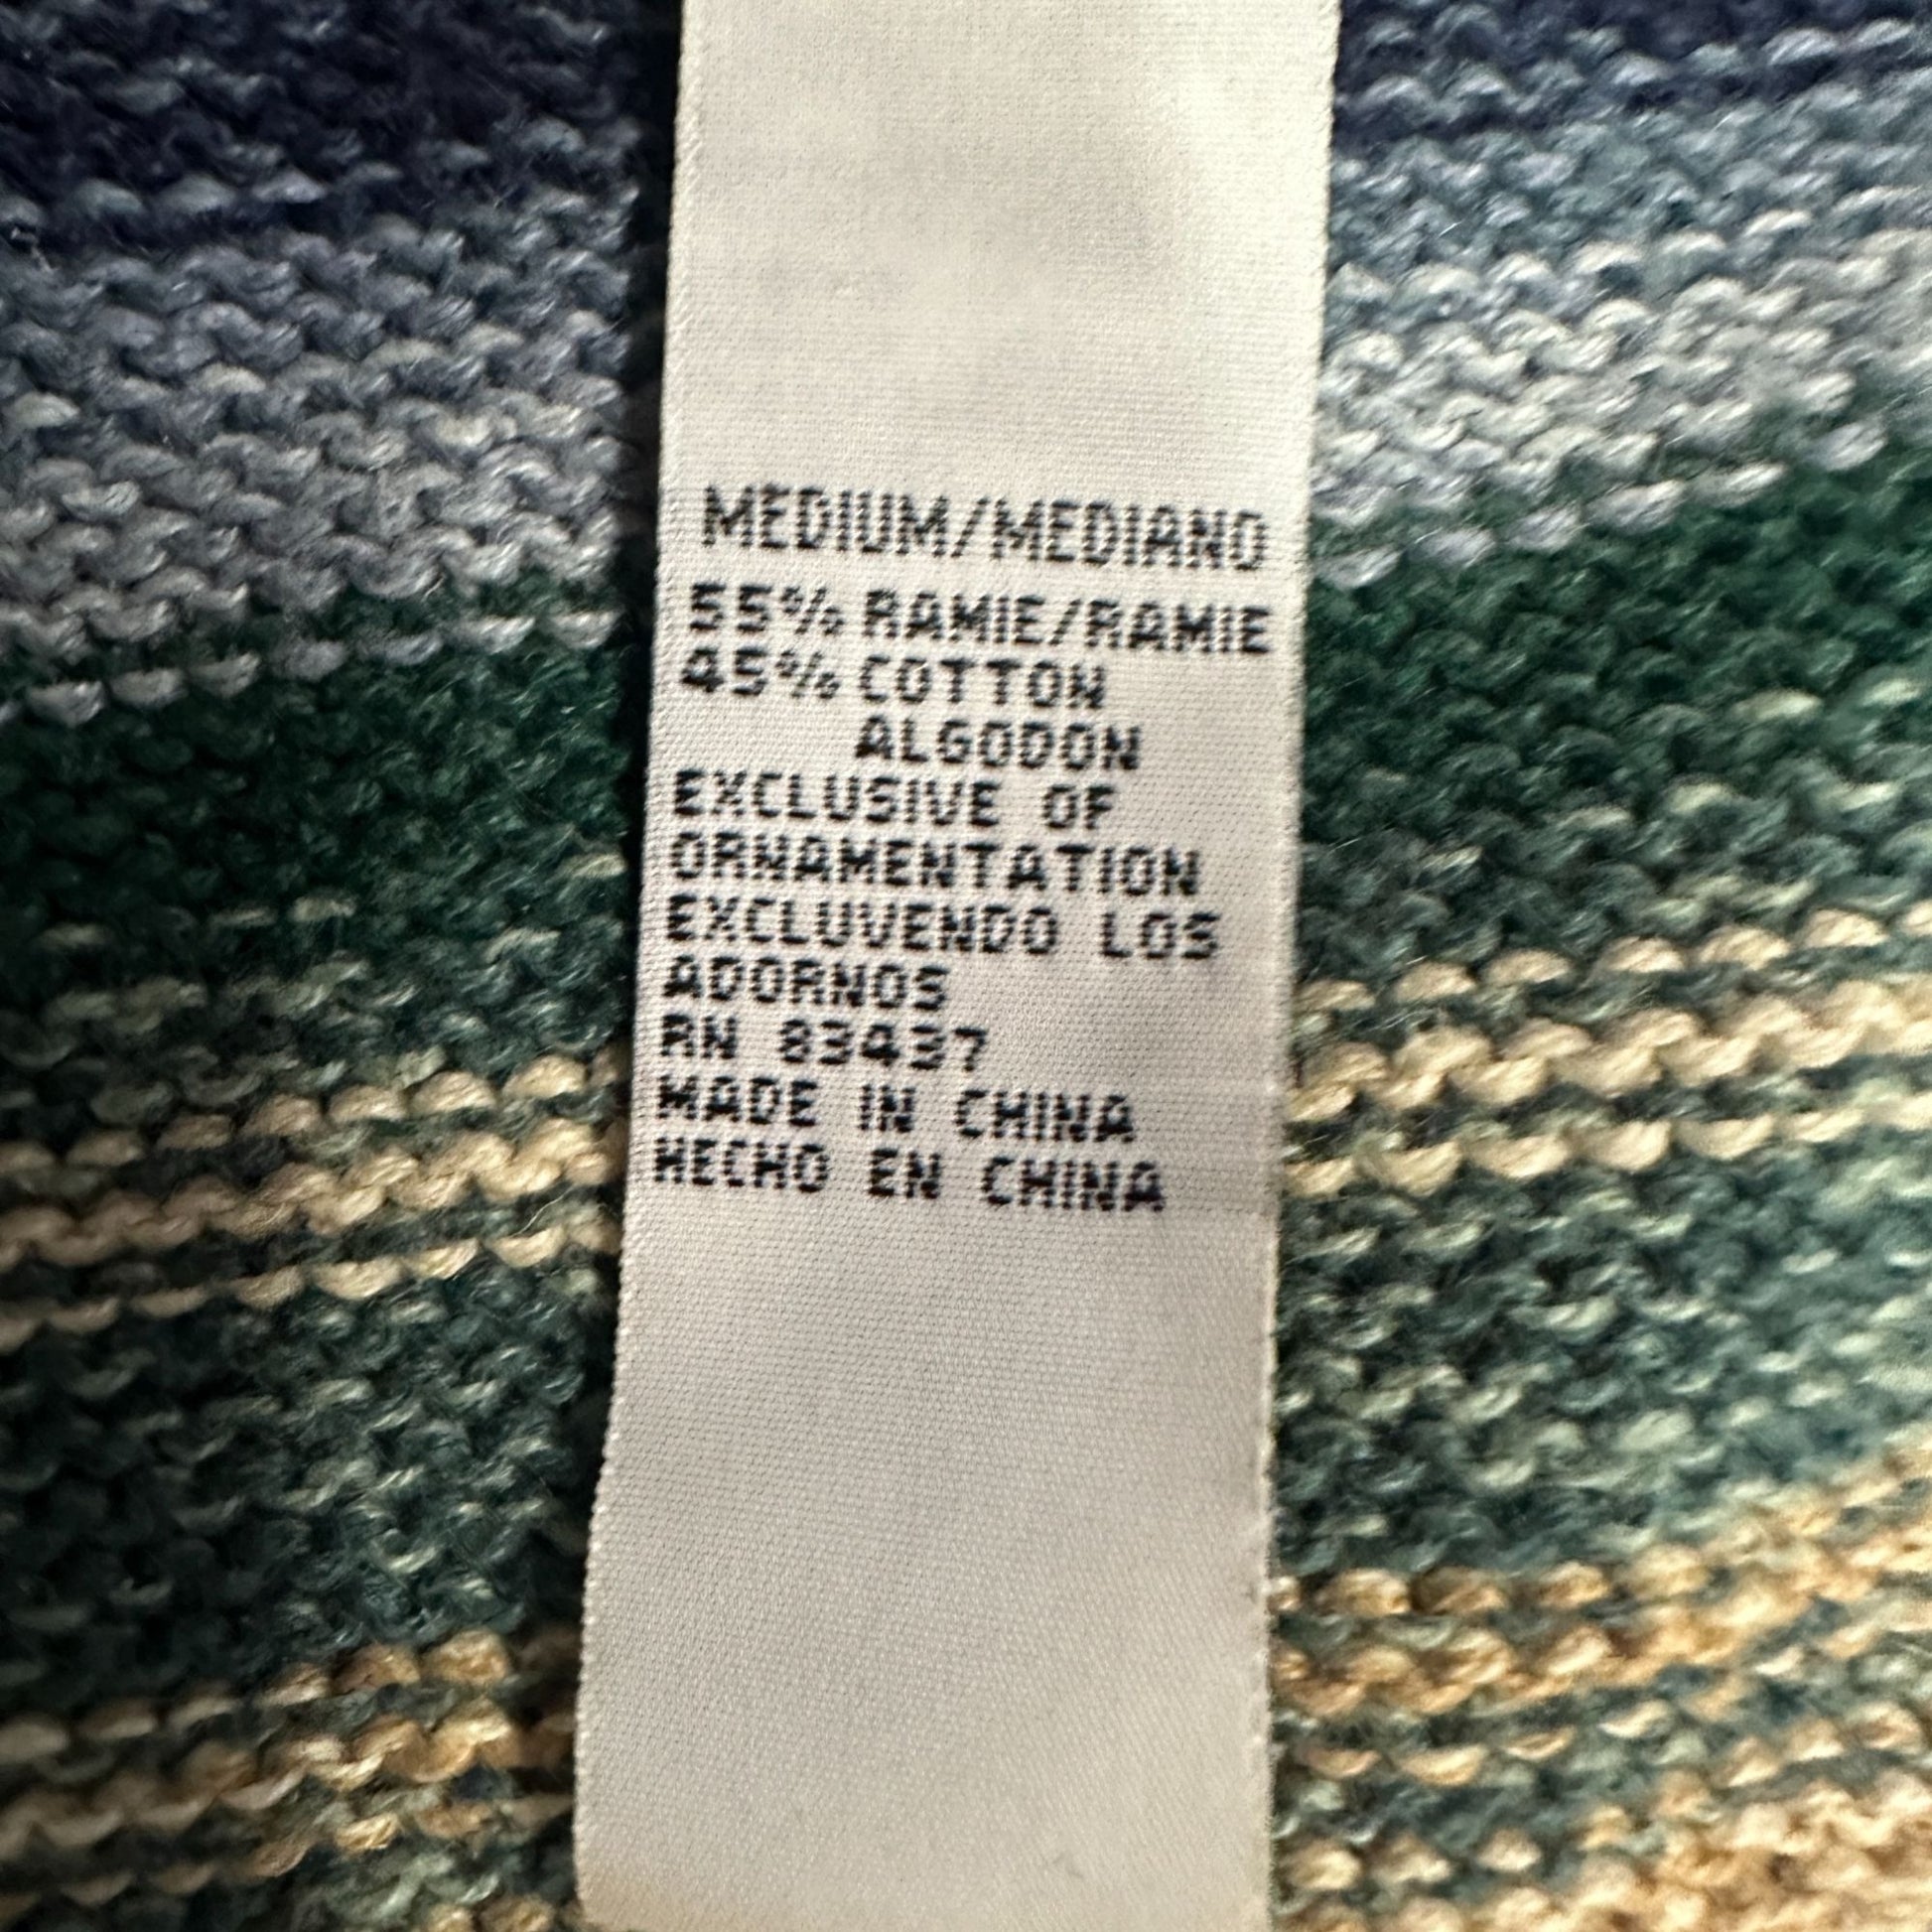 MEDIUM/MEDIANO
55% RAMIE/RAMIE
45% COTTON
ALGODON
EXCLUSIVE OF
ORNAMENTATION
EXCLUVENDO LOS
ADORNOS
RN 83437
MADE IN CHINA
HECHO EN CHINA